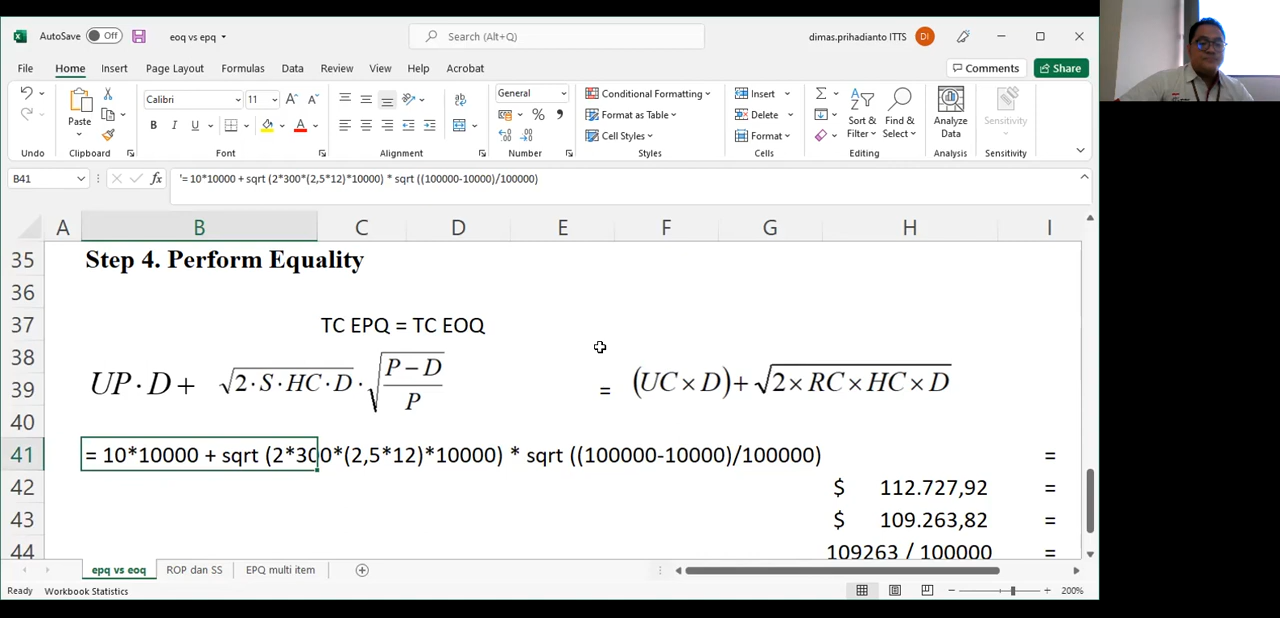 AutoSave Off eoq vs epq Search (Alt+Q) dimas.prihadianto ITTS DI
File Home Insert Page Layout Formulas Data Review View Help Acrobat Comments Share
Calibri 11 General Conditional Formatting Insert
Paste Format as Table Delete Sort & Filter Find & Select Analyze Data Sensitivity
B I U A % Cell Styles Format
Undo Clipboard Font Alignment Number Styles Cells Editing Analysis Sensitivity
B41 fx '= 10*10000 + sqrt (2*300*(2,5*12)*10000) * sqrt ((100000-10000)/100000)
A B C D E F G H I
35 Step 4. Perform Equality
36
37 TC EPQ = TC EOQ
38
39 UP · D + √(2 · S · HC · D) · √((P − D)/P) = (UC × D) + √(2 × RC × HC × D)
40
41 = 10*10000 + sqrt (2*300*(2,5*12)*10000) * sqrt ((100000-10000)/100000) =
42 $ 112.727,92 =
43 $ 109.263,82 =
44 109263 / 100000 =
epq vs eoq ROP dan SS EPQ multi item
Ready Workbook Statistics 200%